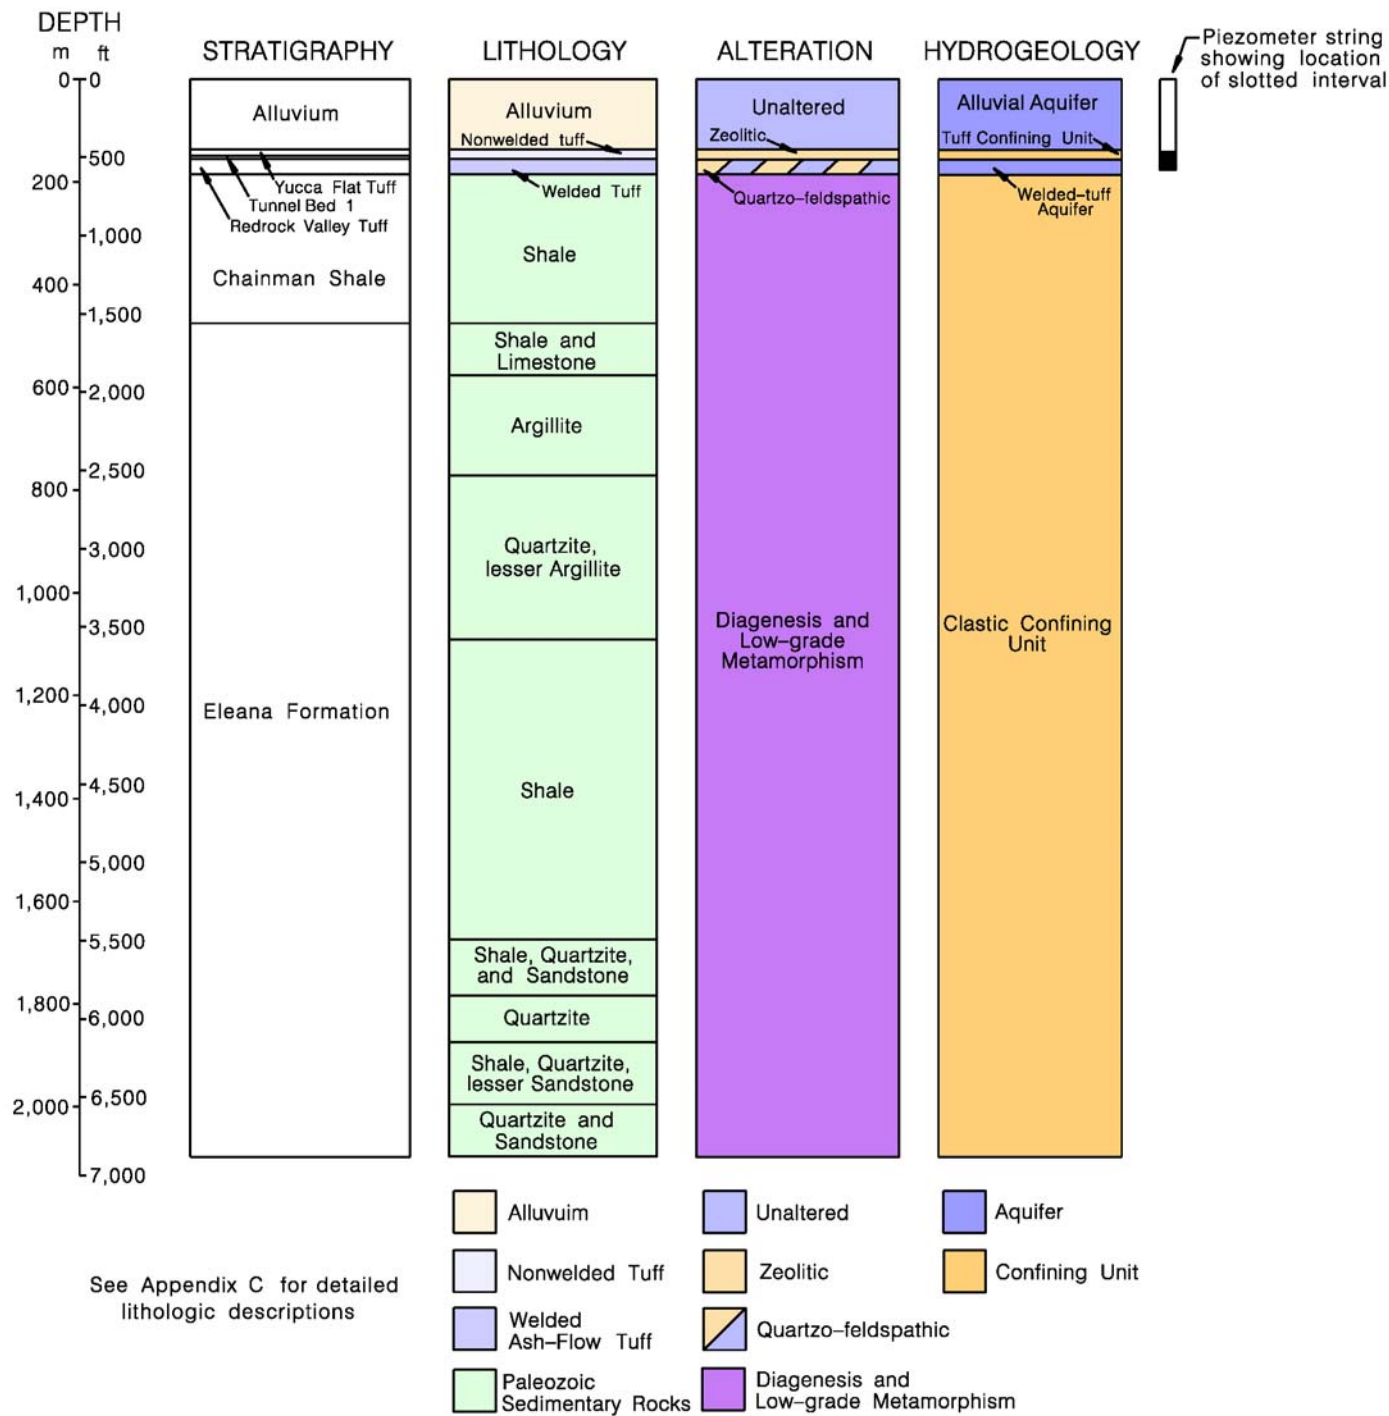 DEPTH
m ft
STRATIGRAPHY
LITHOLOGY
ALTERATION
HYDROGEOLOGY
Piezometer string
showing location
of slotted interval
0
200
400
600
800
1,000
1,200
1,400
1,600
1,800
2,000
0
500
1,000
1,500
2,000
2,500
3,000
3,500
4,000
4,500
5,000
5,500
6,000
6,500
7,000
Alluvium
Yucca Flat Tuff
Tunnel Bed 1
Redrock Valley Tuff
Chainman Shale
Eleana Formation
Alluvium
Nonwelded tuff
Welded Tuff
Shale
Shale and
Limestone
Argillite
Quartzite,
lesser Argillite
Shale
Shale, Quartzite,
and Sandstone
Quartzite
Shale, Quartzite,
lesser Sandstone
Quartzite and
Sandstone
Unaltered
Zeolitic
Quartzo-feldspathic
Diagenesis and
Low-grade
Metamorphism
Alluvial Aquifer
Tuff Confining Unit
Welded-tuff
Aquifer
Clastic Confining
Unit
See Appendix C for detailed
lithologic descriptions
Alluvuim
Nonwelded Tuff
Welded
Ash-Flow Tuff
Paleozoic
Sedimentary Rocks
Unaltered
Zeolitic
Quartzo-feldspathic
Diagenesis and
Low-grade Metamorphism
Aquifer
Confining Unit